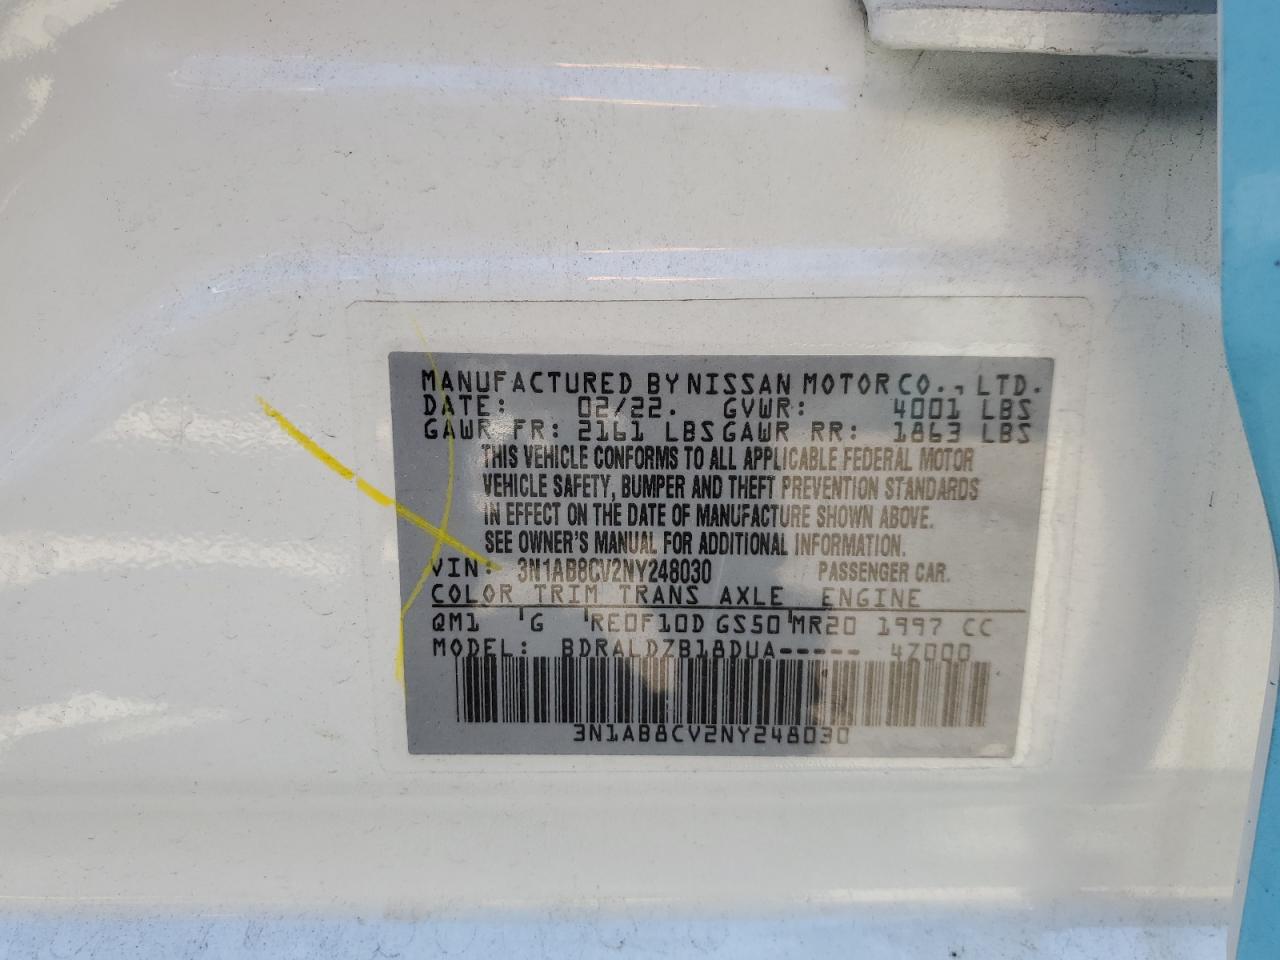 MANUFACTURED BY NISSAN MOTOR CO., LTD.
DATE: 02/22. GVWR: 4001 LBS
GAWR FR: 2161 LBS GAWR RR: 1863 LBS
THIS VEHICLE CONFORMS TO ALL APPLICABLE FEDERAL MOTOR
VEHICLE SAFETY, BUMPER AND THEFT PREVENTION STANDARDS
IN EFFECT ON THE DATE OF MANUFACTURE SHOWN ABOVE.
SEE OWNER'S MANUAL FOR ADDITIONAL INFORMATION.
VIN: 3N1AB8CV2NY248030 PASSENGER CAR.
COLOR TRIM TRANS AXLE ENGINE
QM1 G RE0F10D GS50 MR20 1997 CC
MODEL: BDRALDZB18DUA----- 4Z000
3N1AB8CV2NY248030